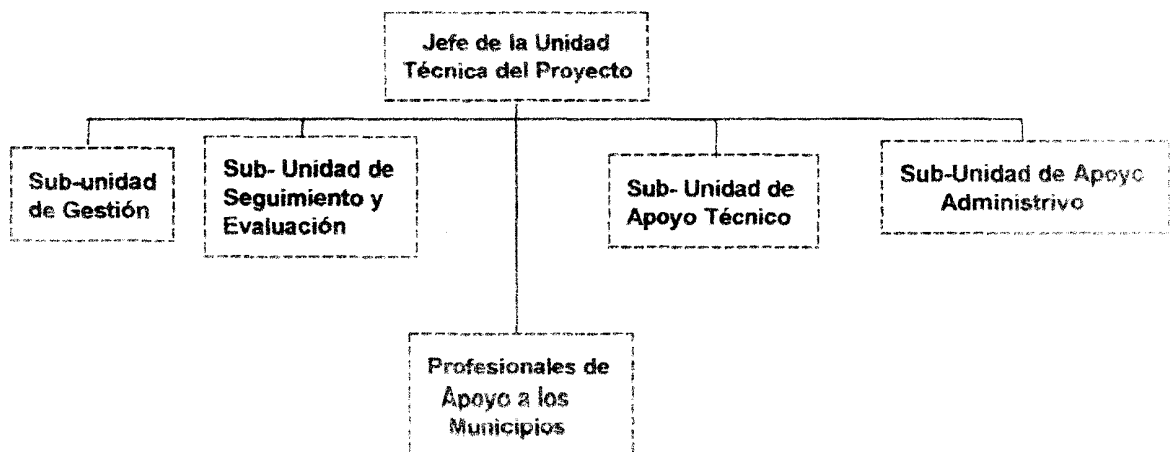 Jefe de la Unidad
Técnica del Proyecto
Sub-unidad
de Gestión
Sub- Unidad de
Seguimiento y
Evaluación
Sub- Unidad de
Apoyo Técnico
Sub-Unidad de Apoyo
Administrivo
Profesionales de
Apoyo a los
Municipios